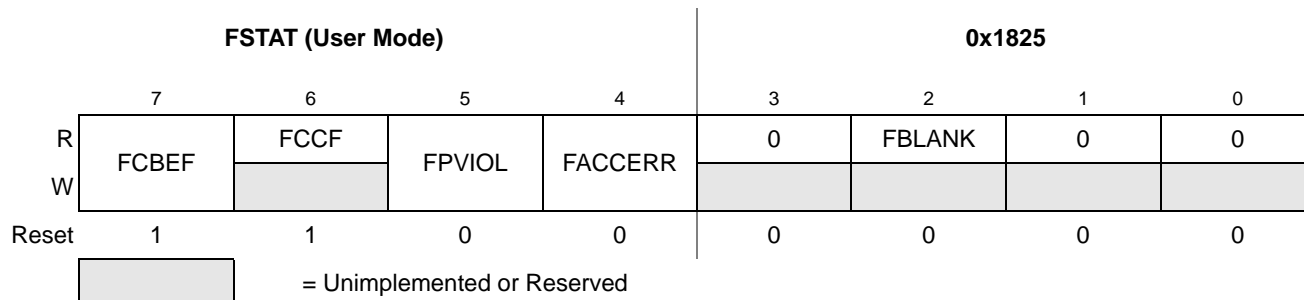 FSTAT (User Mode) 0x1825
7 6 5 4 3 2 1 0
R FCBEF FCCF FPVIOL FACCERR 0 FBLANK 0 0
W
Reset 1 1 0 0 0 0 0 0
= Unimplemented or Reserved